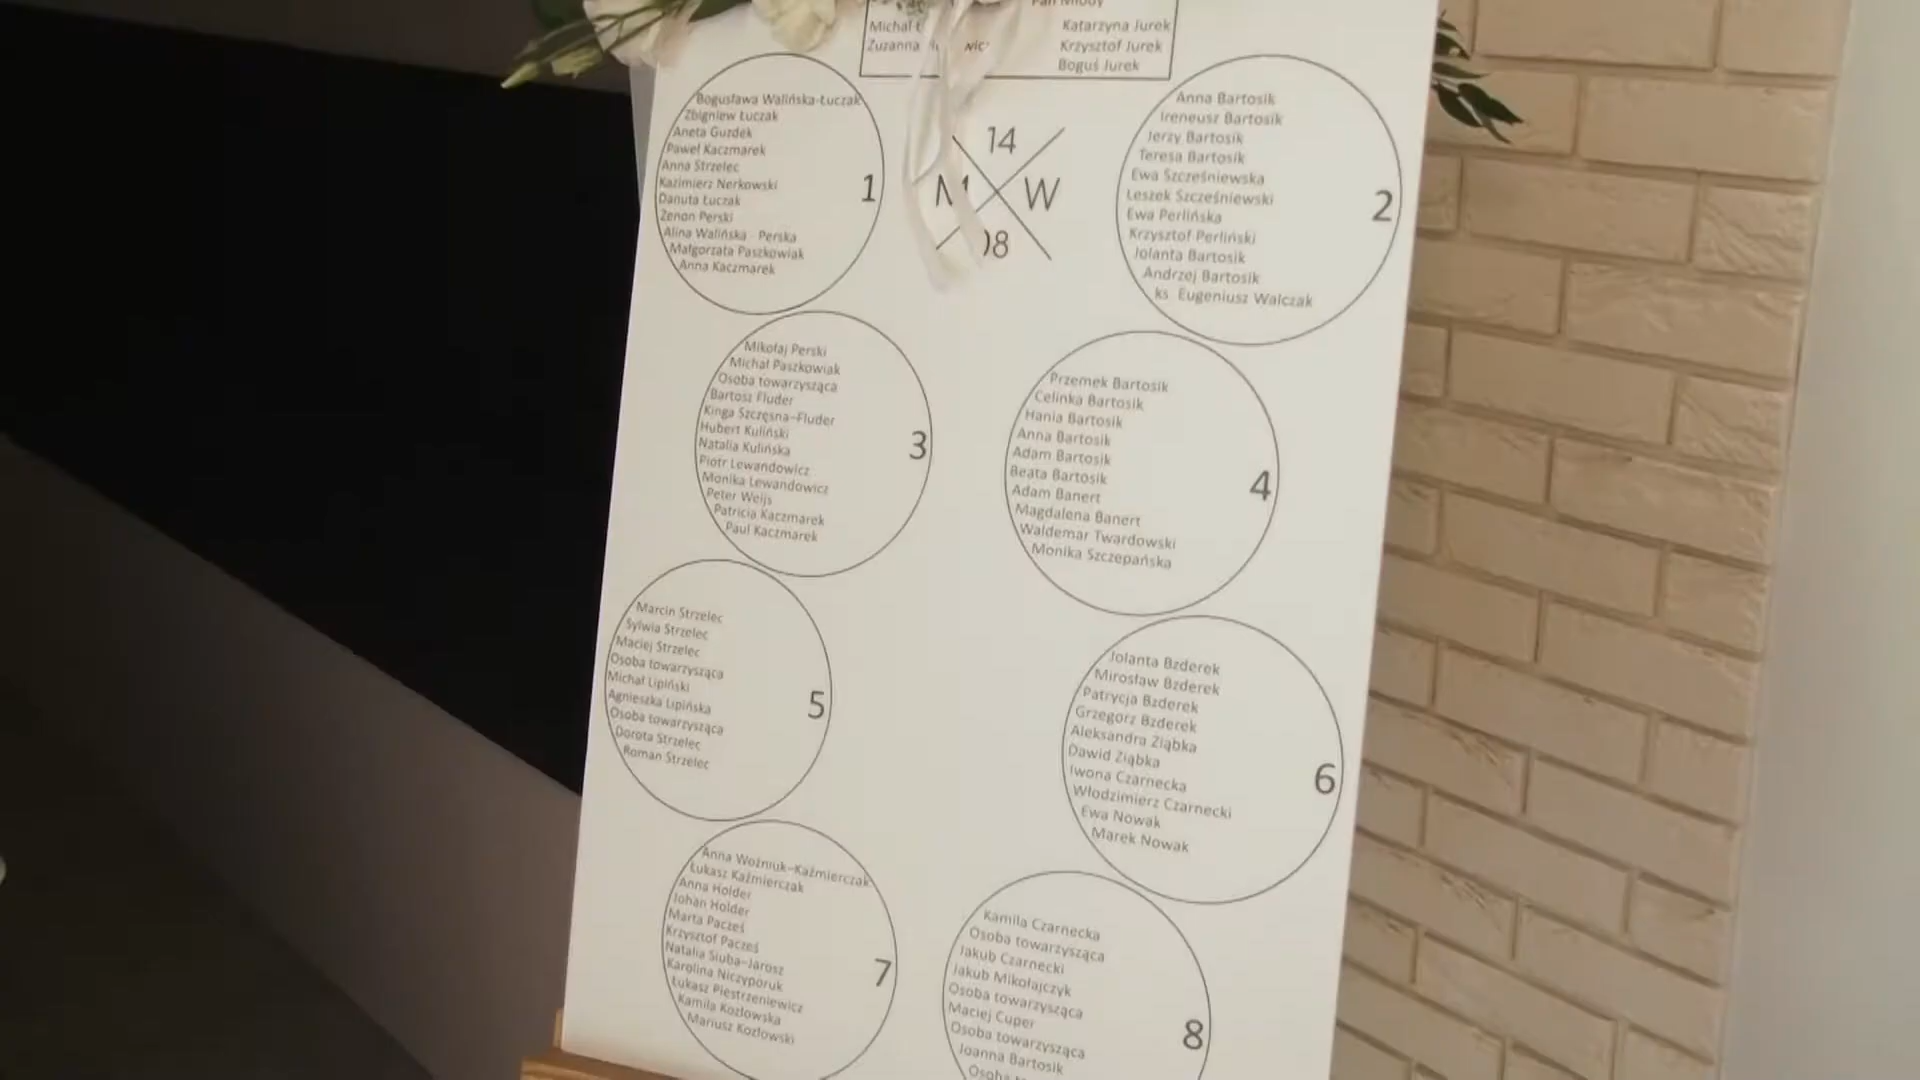 Pan Młody
Michał Katarzyna Jurek
Zuzanna Krzysztof Jurek
Boguś Jurek
Bogusława Walińska-Łuczak
Zbigniew Łuczak
Aneta Guzdek
Paweł Kaczmarek
Anna Strzelec
Kazimierz Nerkowski
Danuta Łuczak
Zenon Perski
Alina Walińska - Perska
Małgorzata Paszkowiak
Anna Kaczmarek
1
14
W
08
Anna Bartosik
Ireneusz Bartosik
Jerzy Bartosik
Teresa Bartosik
Ewa Szcześniewska
Leszek Szcześniewski
Ewa Perlińska
Krzysztof Perliński
Jolanta Bartosik
Andrzej Bartosik
ks. Eugeniusz Walczak
2
Mikołaj Perski
Michał Paszkowiak
Osoba towarzysząca
Bartosz Fluder
Kinga Szczęsna–Fluder
Hubert Kuliński
Natalia Kulińska
Piotr Lewandowicz
Monika Lewandowicz
Peter Weijs
Patricia Kaczmarek
Paul Kaczmarek
3
Przemek Bartosik
Celinka Bartosik
Hania Bartosik
Anna Bartosik
Adam Bartosik
Beata Bartosik
Adam Banert
Magdalena Banert
Waldemar Twardowski
Monika Szczepańska
4
Marcin Strzelec
Sylwia Strzelec
Maciej Strzelec
Osoba towarzysząca
Michał Lipiński
Agnieszka Lipińska
Osoba towarzysząca
Dorota Strzelec
Roman Strzelec
5
Jolanta Bzderek
Mirosław Bzderek
Patrycja Bzderek
Grzegorz Bzderek
Aleksandra Ziąbka
Dawid Ziąbka
Iwona Czarnecka
Włodzimierz Czarnecki
Ewa Nowak
Marek Nowak
6
Anna Woźniuk–Kaźmierczak
Łukasz Kaźmierczak
Anna Holder
Johan Holder
Marta Pacześ
Krzysztof Pacześ
Natalia Siuba–Jarosz
Karolina Niczyporuk
Łukasz Piestrzeniewicz
Kamila Kozłowska
Mariusz Kozłowski
7
Kamila Czarnecka
Osoba towarzysząca
Jakub Czarnecki
Jakub Mikołajczyk
Osoba towarzysząca
Maciej Cuper
Osoba towarzysząca
Joanna Bartosik
Osoba
8